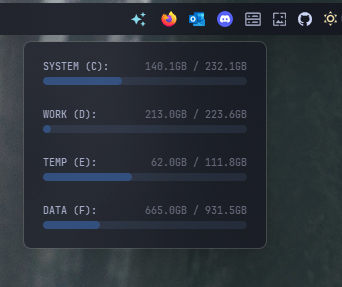 SYSTEM (C): 140.1GB / 232.1GB
WORK (D): 213.0GB / 223.6GB
TEMP (E): 62.0GB / 111.8GB
DATA (F): 665.0GB / 931.5GB